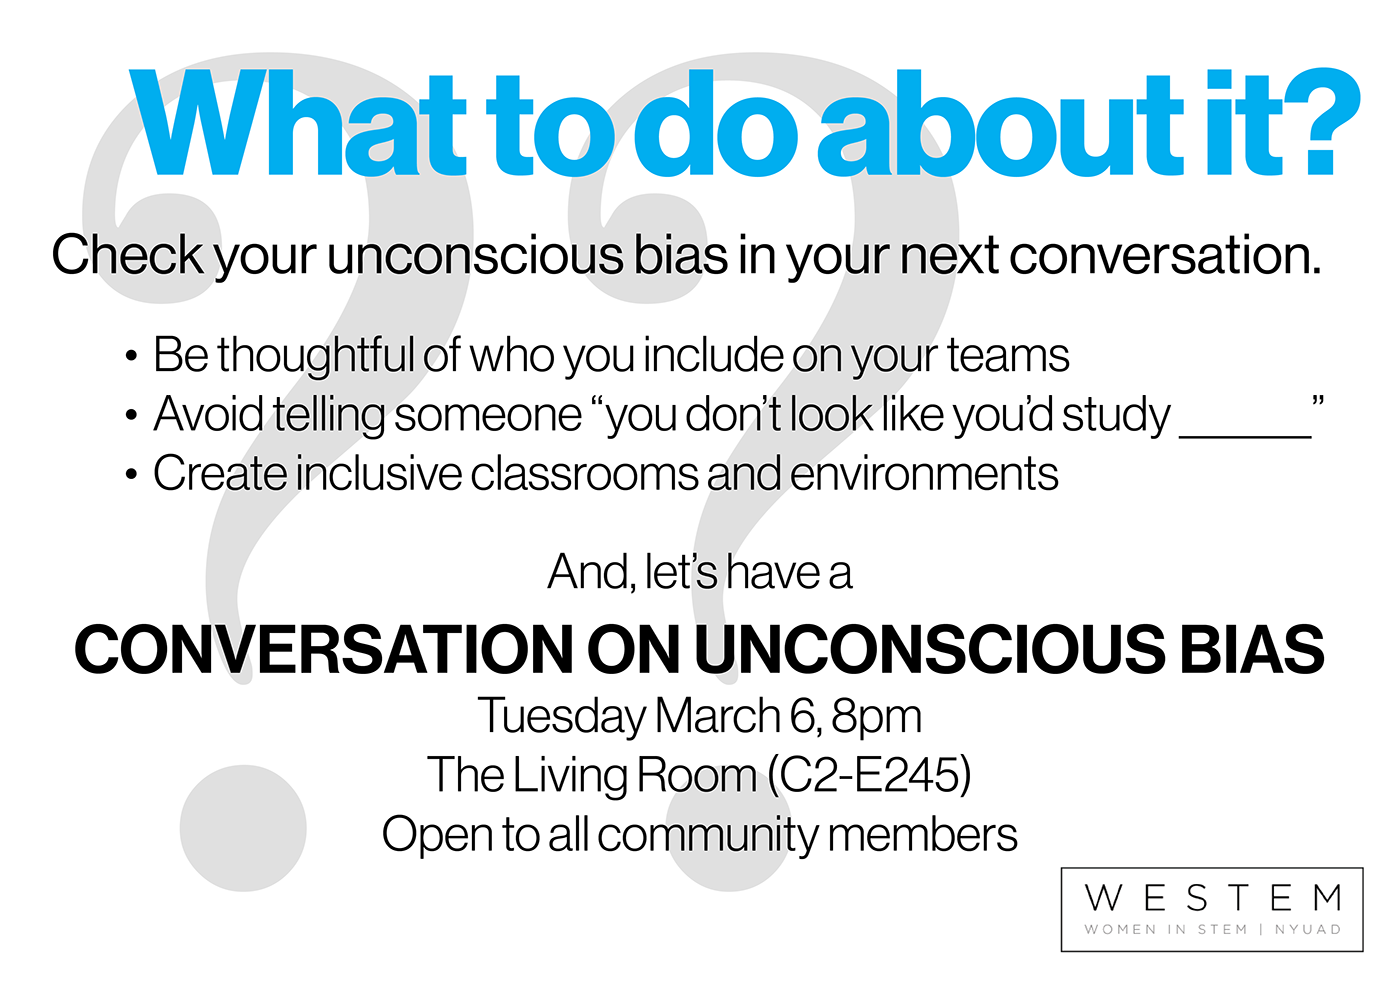 What to do about it?
Check your unconscious bias in your next conversation.
• Be thoughtful of who you include on your teams
• Avoid telling someone “you don’t look like you’d study ______”
• Create inclusive classrooms and environments
And, let’s have a
CONVERSATION ON UNCONSCIOUS BIAS
Tuesday March 6, 8pm
The Living Room (C2-E245)
Open to all community members
WESTEM
WOMEN IN STEM | NYUAD